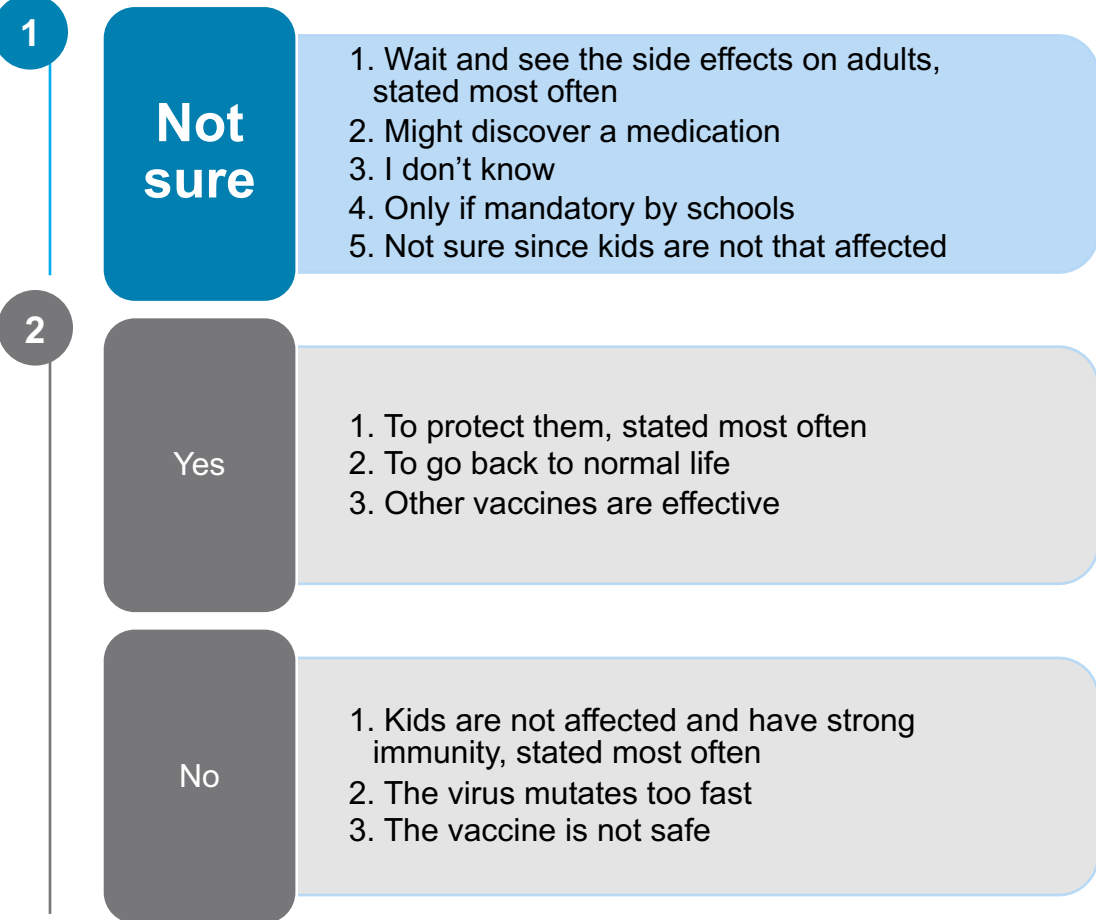 1
Not
sure
1. Wait and see the side effects on adults,
stated most often
2. Might discover a medication
3. I don’t know
4. Only if mandatory by schools
5. Not sure since kids are not that affected
2
Yes
1. To protect them, stated most often
2. To go back to normal life
3. Other vaccines are effective
No
1. Kids are not affected and have strong
immunity, stated most often
2. The virus mutates too fast
3. The vaccine is not safe